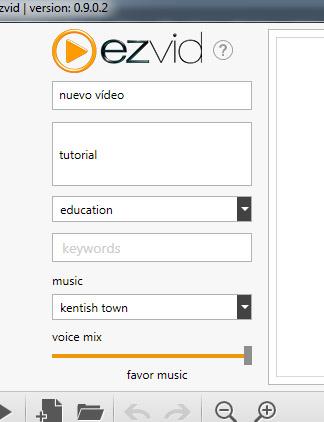 zvid | version: 0.9.0.2
ezvid ?
nuevo vídeo
tutorial
education
keywords
music
kentish town
voice mix
favor music